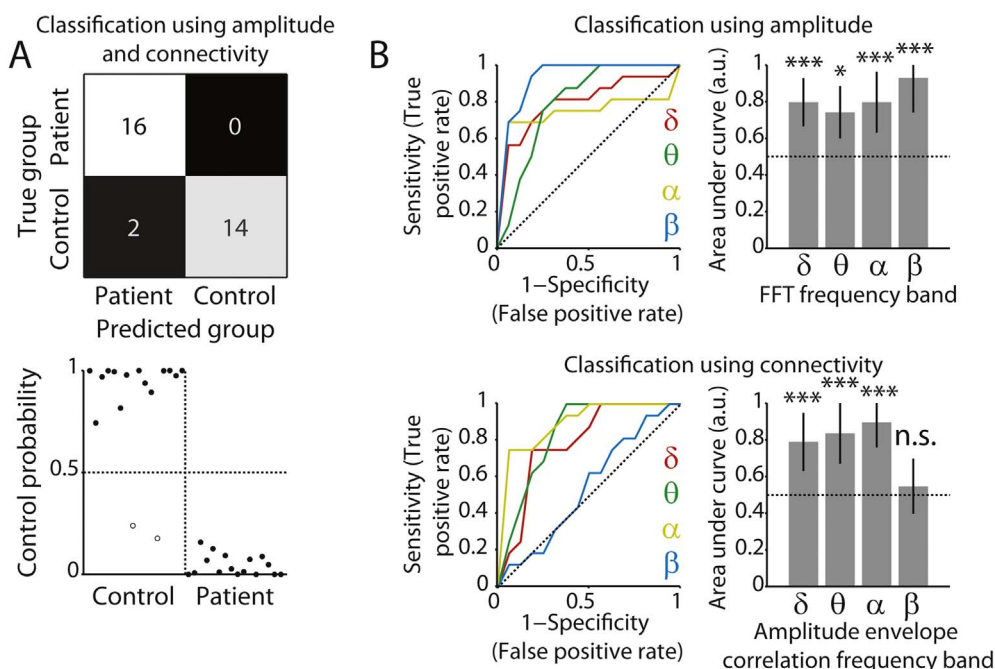 Classification using amplitude
and connectivity
A
True group
Patient
Control
16
0
2
14
Patient
Control
Predicted group
Control probability
1
0.5
0
Control
Patient
B
Classification using amplitude
Sensitivity (True
positive rate)
1
0.8
0.6
0.4
0.2
0
δ
θ
α
β
0
0.5
1
1−Specificity
(False positive rate)
Area under curve (a.u.)
1
0.8
0.6
0.4
0.2
0
***
*
***
***
δ
θ
α
β
FFT frequency band
Classification using connectivity
Sensitivity (True
positive rate)
1
0.8
0.6
0.4
0.2
0
δ
θ
α
β
0
0.5
1
1−Specificity
(False positive rate)
Area under curve (a.u.)
1
0.8
0.6
0.4
0.2
0
***
***
***
n.s.
δ
θ
α
β
Amplitude envelope
correlation frequency band